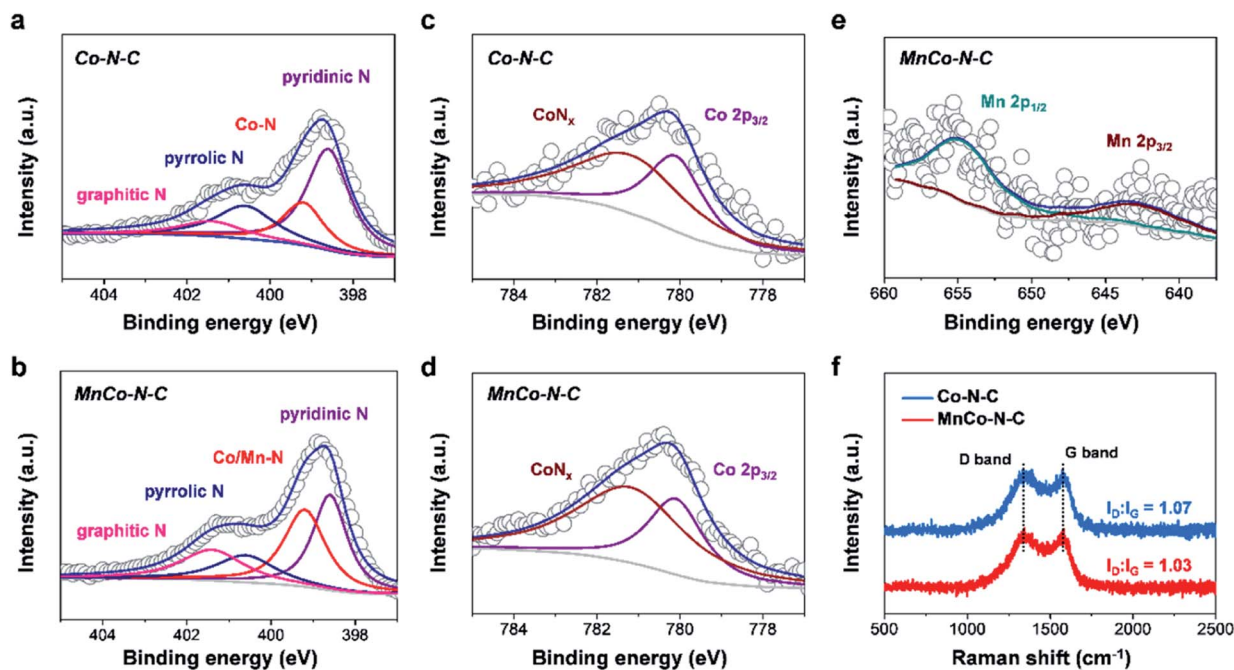 a
Co-N-C
pyridinic N
Co-N
pyrrolic N
graphitic N
Intensity (a.u.)
404 402 400 398
Binding energy (eV)
c
Co-N-C
CoNx
Co 2p3/2
Intensity (a.u.)
784 782 780 778
Binding energy (eV)
e
MnCo-N-C
Mn 2p1/2
Mn 2p3/2
Intensity (a.u.)
660 655 650 645 640
Binding energy (eV)
b
MnCo-N-C
pyridinic N
Co/Mn-N
pyrrolic N
graphitic N
Intensity (a.u.)
404 402 400 398
Binding energy (eV)
d
MnCo-N-C
CoNx
Co 2p3/2
Intensity (a.u.)
784 782 780 778
Binding energy (eV)
f
Co-N-C
MnCo-N-C
D band
G band
ID:IG = 1.07
ID:IG = 1.03
Intensity (a.u.)
500 1000 1500 2000 2500
Raman shift (cm-1)